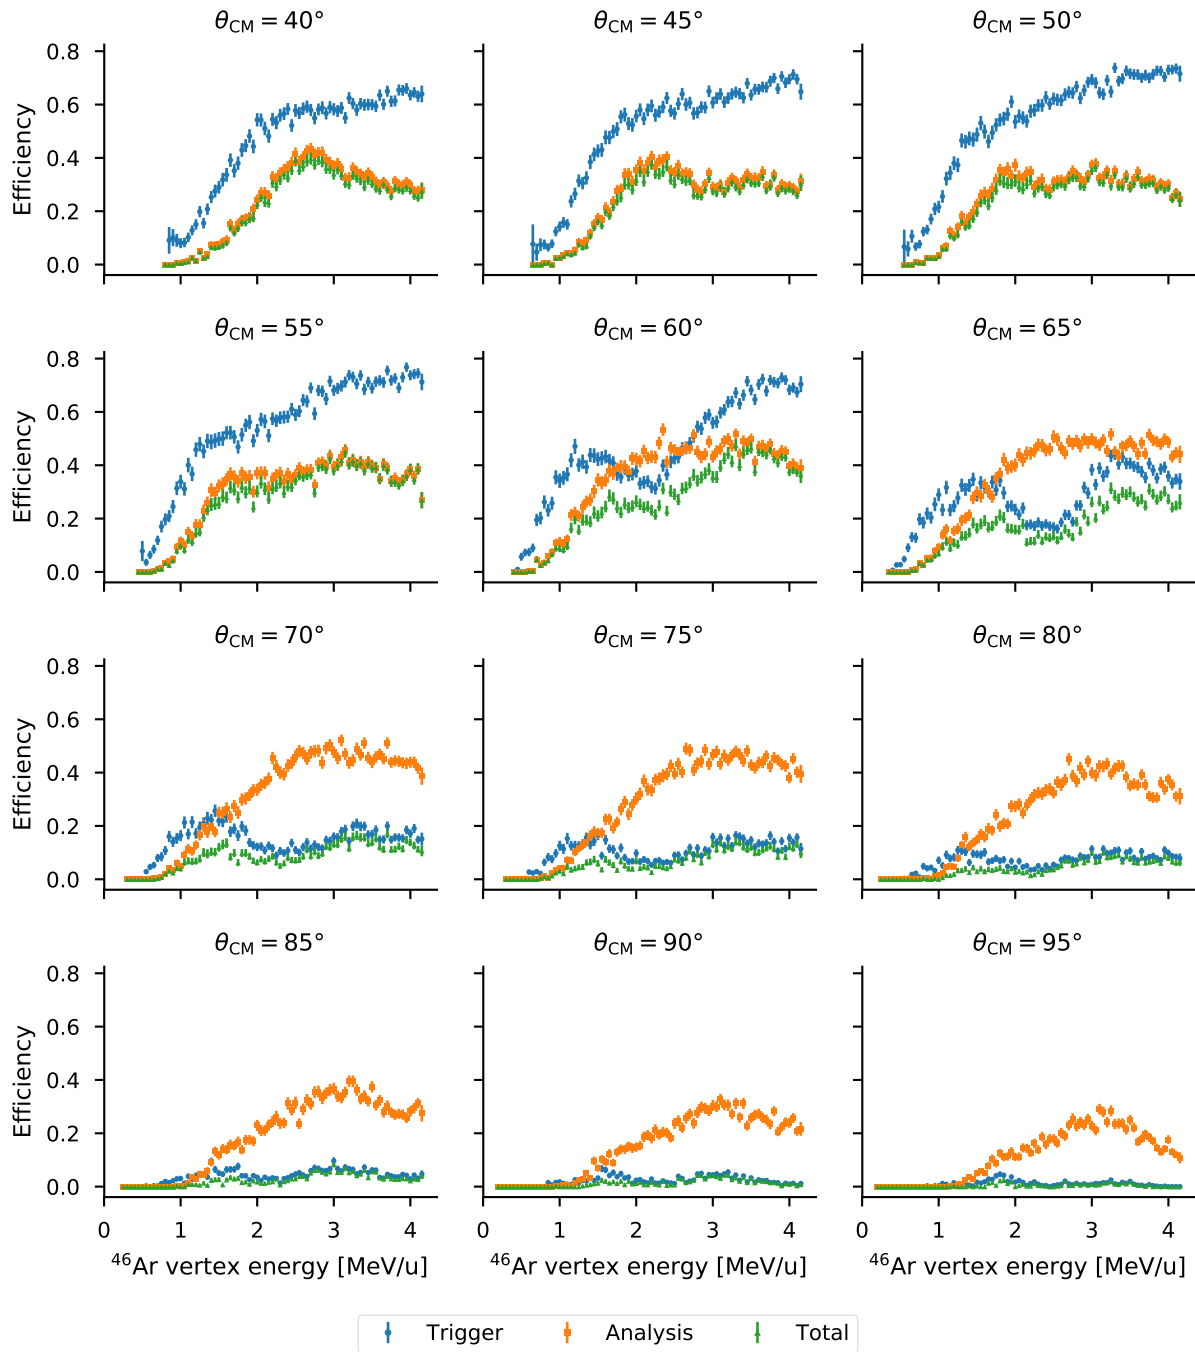 θCM = 40° θCM = 45° θCM = 50°
0.8
0.6
0.4
0.2
0.0
Efficiency
θCM = 55° θCM = 60° θCM = 65°
0.8
0.6
0.4
0.2
0.0
Efficiency
θCM = 70° θCM = 75° θCM = 80°
0.8
0.6
0.4
0.2
0.0
Efficiency
θCM = 85° θCM = 90° θCM = 95°
0.8
0.6
0.4
0.2
0.0
Efficiency
0 1 2 3 4 0 1 2 3 4 0 1 2 3 4
⁴⁶Ar vertex energy [MeV/u] ⁴⁶Ar vertex energy [MeV/u] ⁴⁶Ar vertex energy [MeV/u]
Trigger Analysis Total